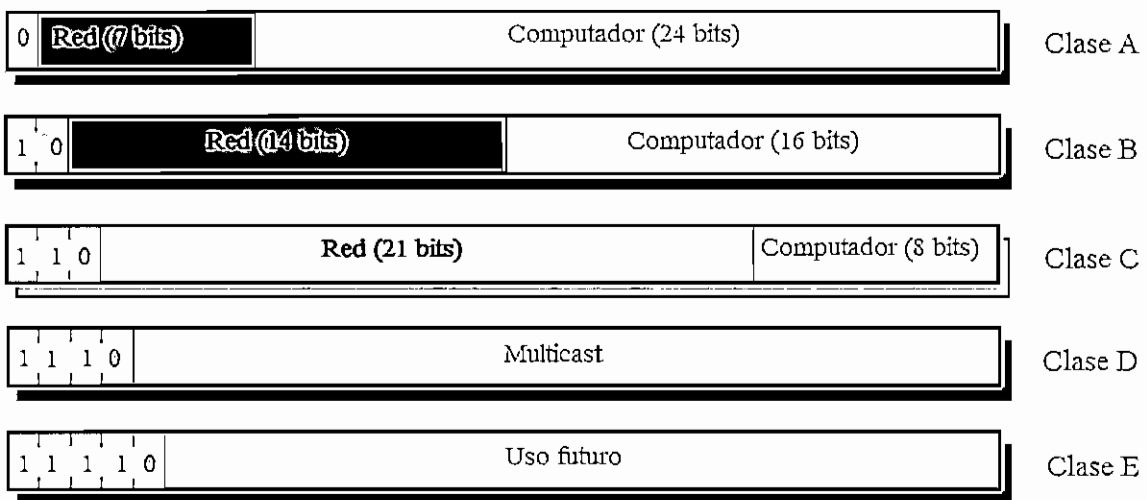 0 Red (7 bits) Computador (24 bits) Clase A
1 0 Red (14 bits) Computador (16 bits) Clase B
1 1 0 Red (21 bits) Computador (8 bits) Clase C
1 1 1 0 Multicast Clase D
1 1 1 1 0 Uso futuro Clase E